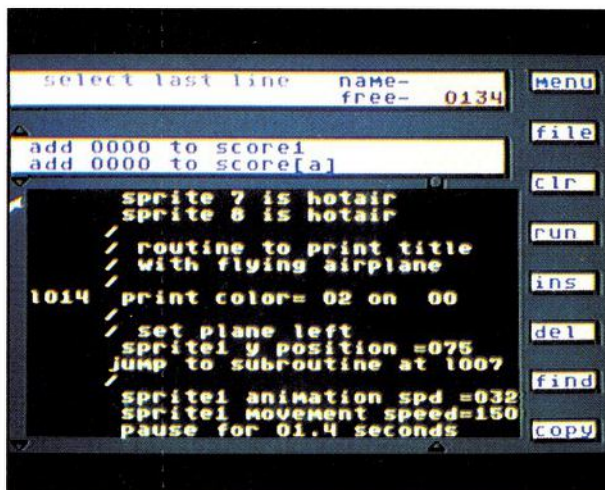 select last line name-
free- 0134
menu
file
clr
run
ins
del
find
copy
add 0000 to score1
add 0000 to score[a]
sprite 7 is hotair
sprite 8 is hotair
/
/ routine to print title
/ with flying airplane
/
l014 print color= 02 on 00
/
/ set plane left
sprite1 y position =075
jump to subroutine at l007
/
sprite1 animation spd =032
sprite1 movement speed=150
pause for 01.4 seconds